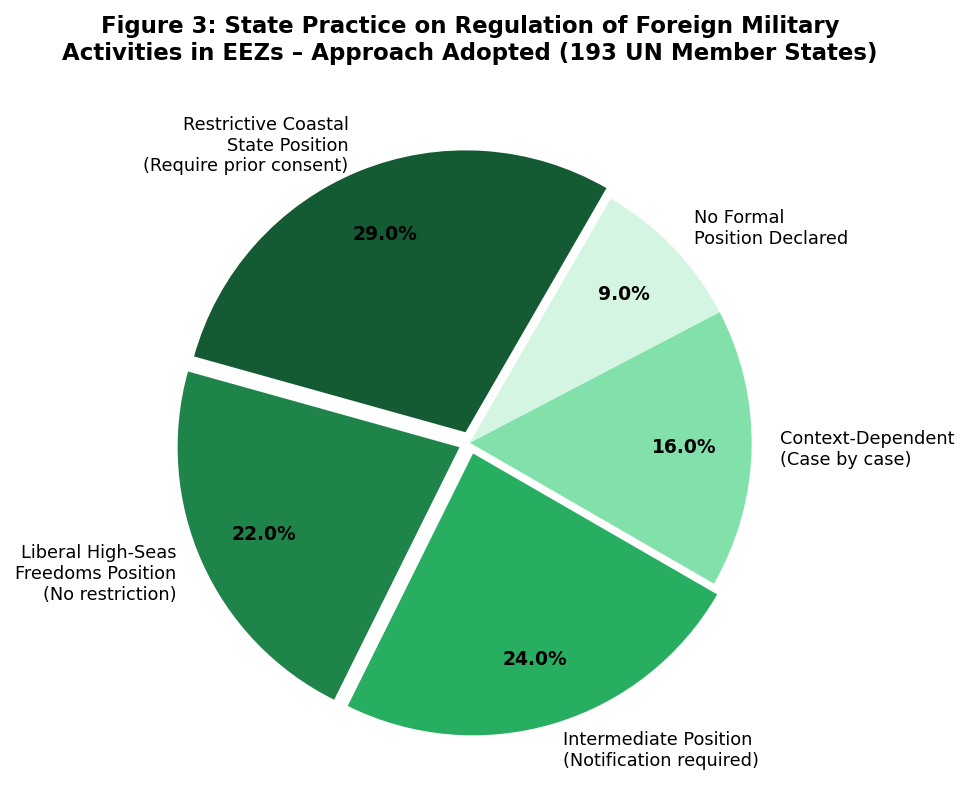 Figure 3: State Practice on Regulation of Foreign Military
Activities in EEZs – Approach Adopted (193 UN Member States)
Restrictive Coastal
State Position
(Require prior consent)
29.0%
No Formal
Position Declared
9.0%
Context-Dependent
(Case by case)
16.0%
Liberal High-Seas
Freedoms Position
(No restriction)
22.0%
24.0%
Intermediate Position
(Notification required)